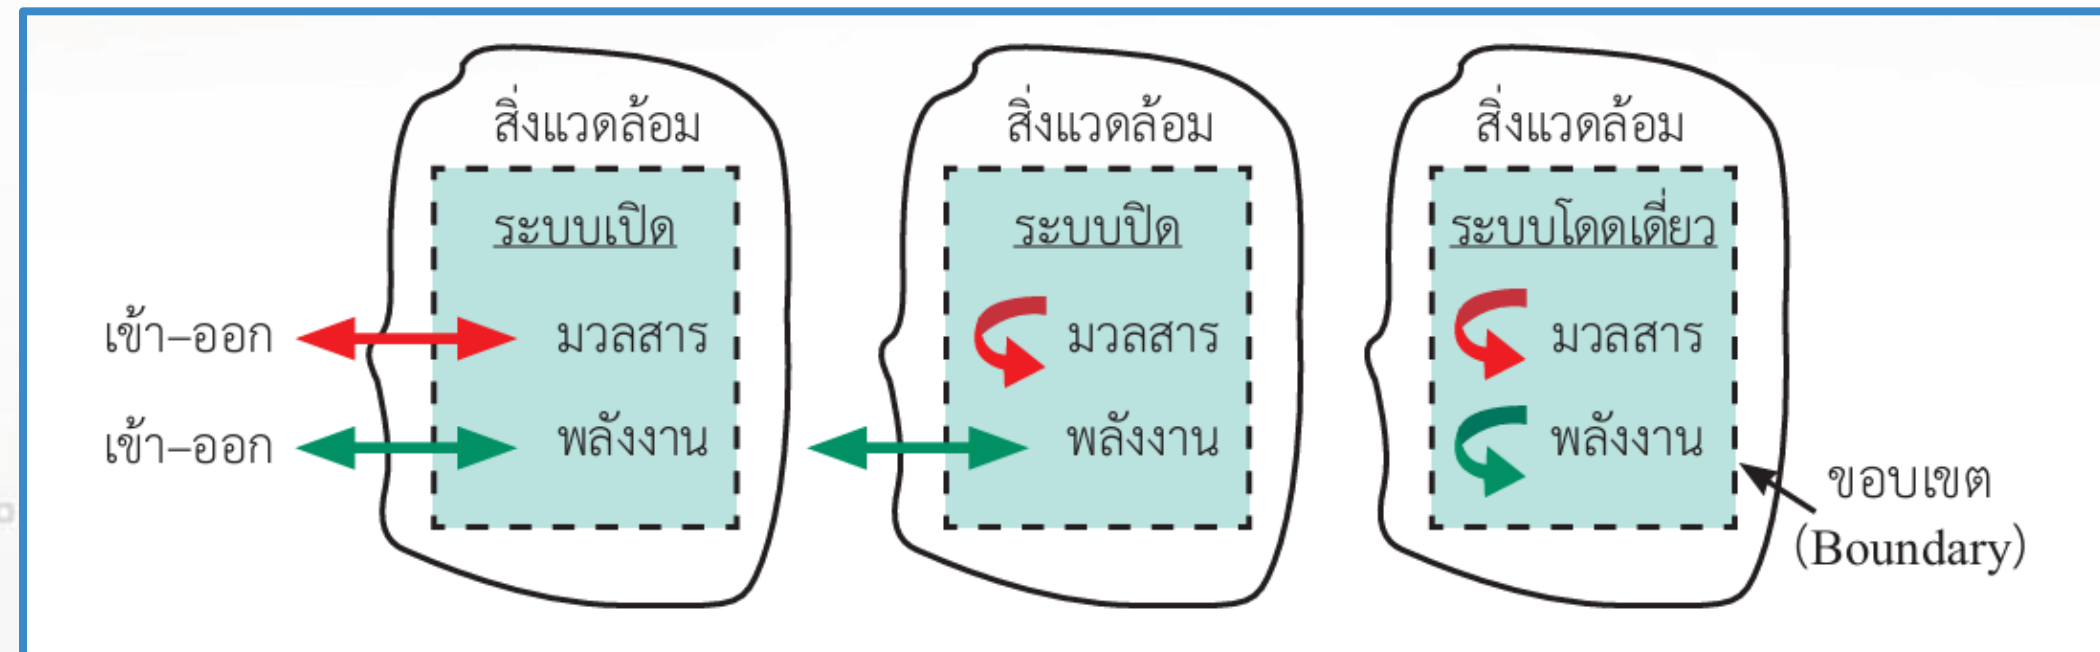 สิ่งแวดล้อม
ระบบเปิด
เข้า–ออก มวลสาร
เข้า–ออก พลังงาน
สิ่งแวดล้อม
ระบบปิด
มวลสาร
พลังงาน
สิ่งแวดล้อม
ระบบโดดเดี่ยว
มวลสาร
พลังงาน
ขอบเขต
(Boundary)